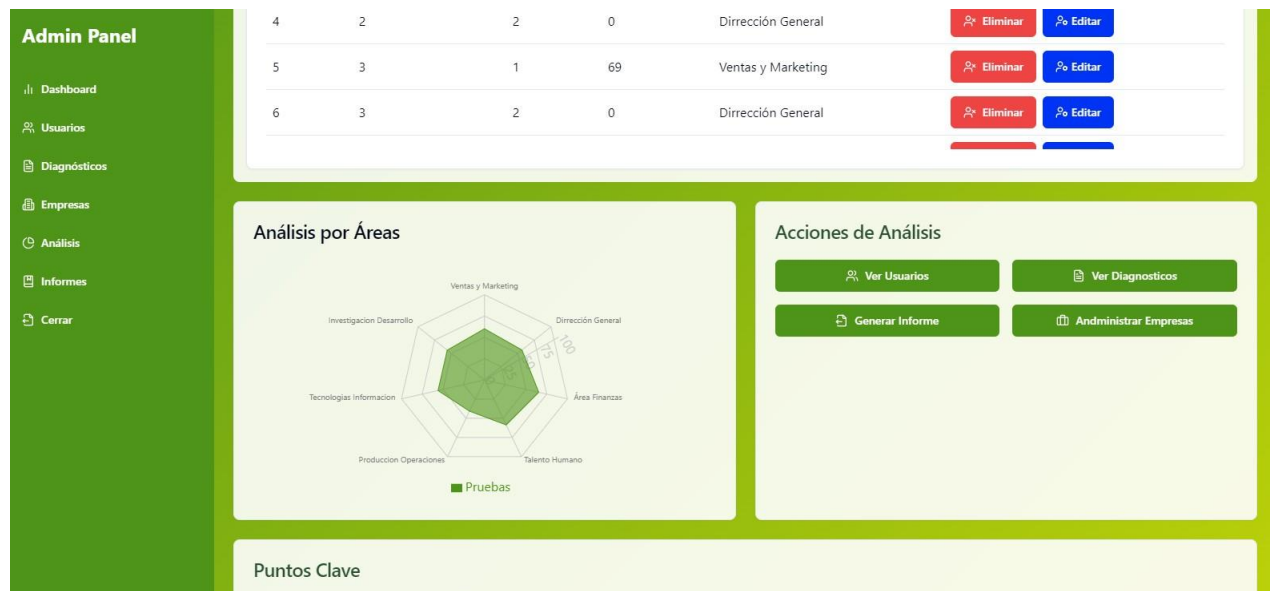 Admin Panel
Dashboard
Usuarios
Diagnósticos
Empresas
Análisis
Informes
Cerrar
4 2 2 0 Dirrección General Eliminar Editar
5 3 1 69 Ventas y Marketing Eliminar Editar
6 3 2 0 Dirrección General Eliminar Editar
Análisis por Áreas
Ventas y Marketing
Investigacion Desarrollo
Dirrección General
Tecnologias Informacion
Área Finanzas
Produccion Operaciones
Talento Humano
0 25 50 75 100
Pruebas
Acciones de Análisis
Ver Usuarios
Ver Diagnosticos
Generar Informe
Andministrar Empresas
Puntos Clave